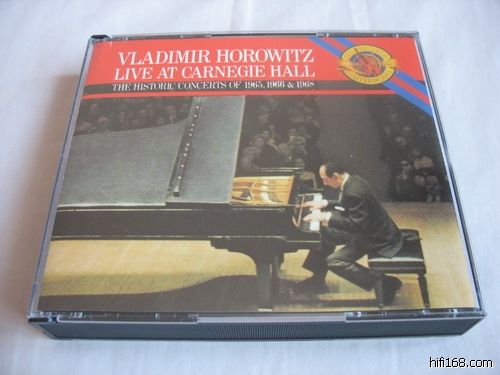 VLADIMIR HOROWITZ
LIVE AT CARNEGIE HALL
THE HISTORIC CONCERTS OF 1965, 1966 & 1968
hifi168.com